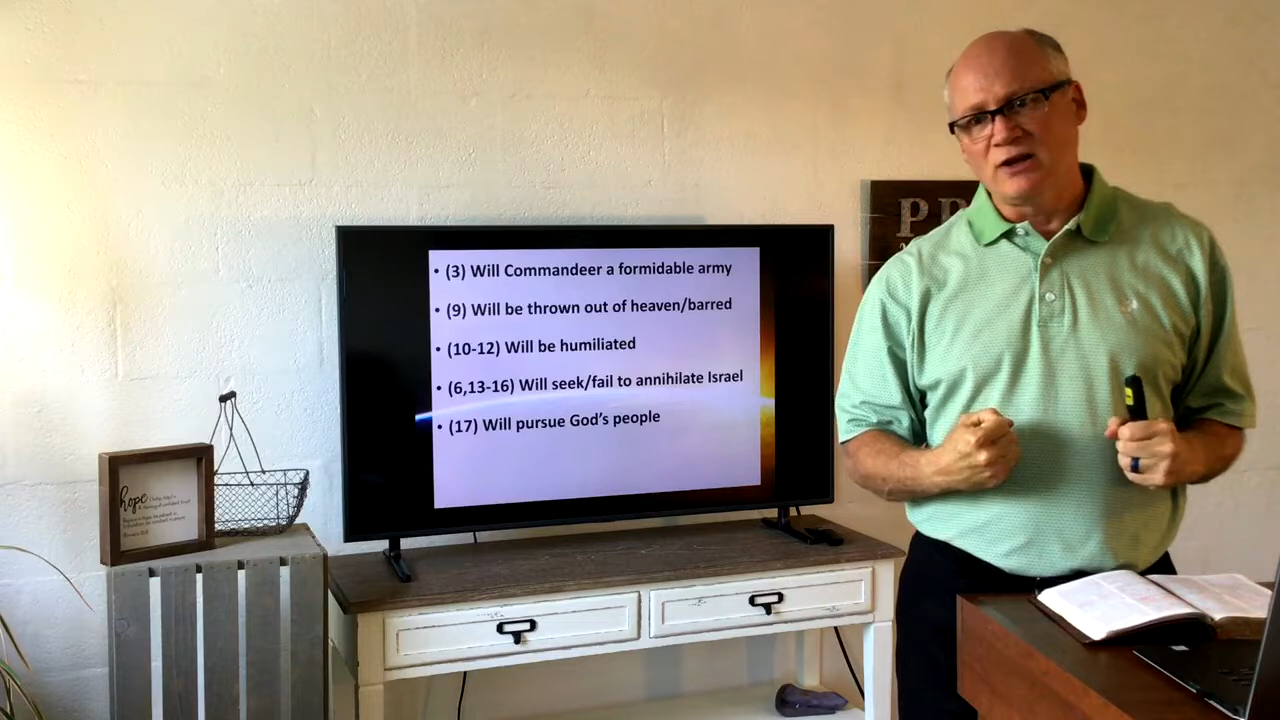 • (3) Will Commandeer a formidable army
• (9) Will be thrown out of heaven/barred
• (10-12) Will be humiliated
• (6,13-16) Will seek/fail to annihilate Israel
• (17) Will pursue God's people
hope
PR